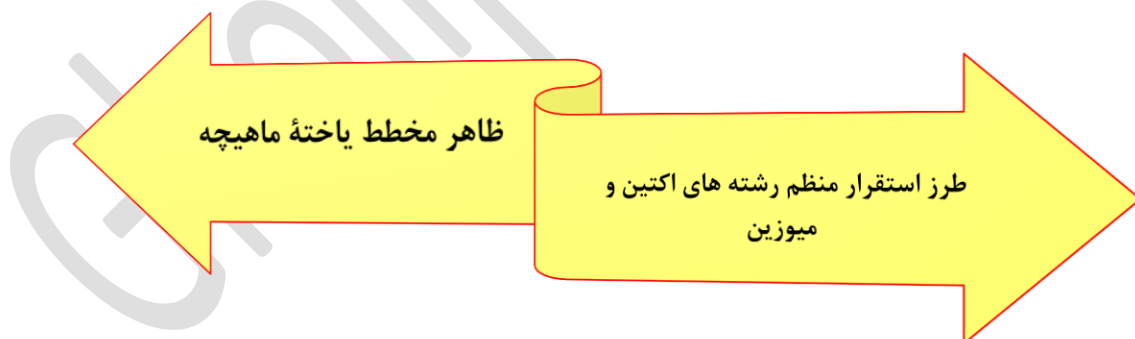 ظاهر مخطط یاختهٔ ماهیچه
طرز استقرار منظم رشته های اکتین و
میوزین